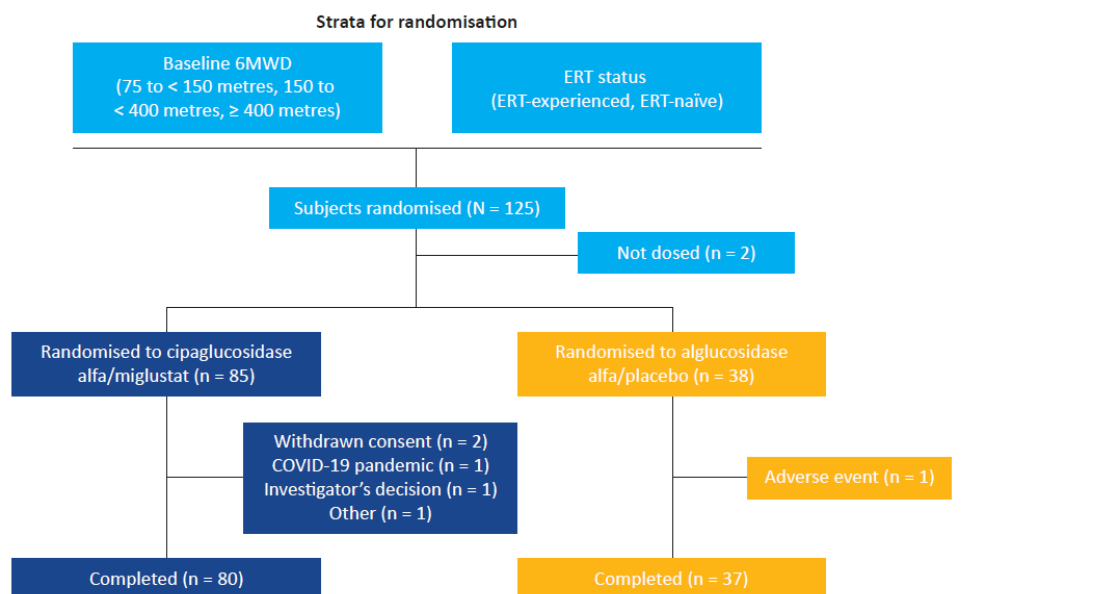 Strata for randomisation
Baseline 6MWD
(75 to < 150 metres, 150 to
< 400 metres, ≥ 400 metres)
ERT status
(ERT-experienced, ERT-naïve)
Subjects randomised (N = 125)
Not dosed (n = 2)
Randomised to cipaglucosidase
alfa/miglustat (n = 85)
Randomised to alglucosidase
alfa/placebo (n = 38)
Withdrawn consent (n = 2)
COVID-19 pandemic (n = 1)
Investigator’s decision (n = 1)
Other (n = 1)
Adverse event (n = 1)
Completed (n = 80)
Completed (n = 37)